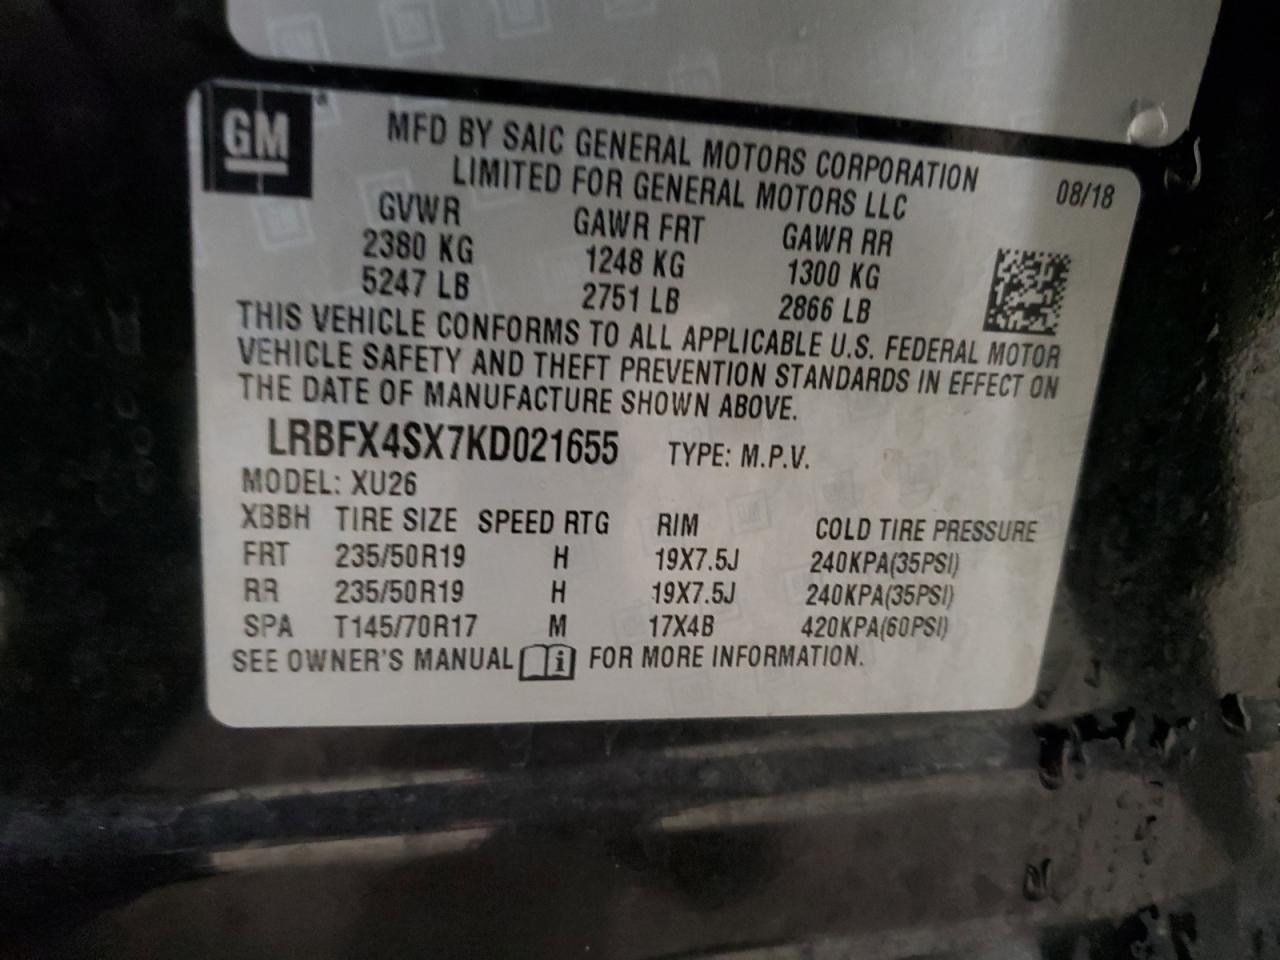 GM
MFD BY SAIC GENERAL MOTORS CORPORATION
LIMITED FOR GENERAL MOTORS LLC
08/18
GVWR GAWR FRT GAWR RR
2380 KG 1248 KG 1300 KG
5247 LB 2751 LB 2866 LB
THIS VEHICLE CONFORMS TO ALL APPLICABLE U.S. FEDERAL MOTOR
VEHICLE SAFETY AND THEFT PREVENTION STANDARDS IN EFFECT ON
THE DATE OF MANUFACTURE SHOWN ABOVE.
LRBFX4SX7KD021655 TYPE: M.P.V.
MODEL: XU26
XBBH TIRE SIZE SPEED RTG RIM COLD TIRE PRESSURE
FRT 235/50R19 H 19X7.5J 240KPA(35PSI)
RR 235/50R19 H 19X7.5J 240KPA(35PSI)
SPA T145/70R17 M 17X4B 420KPA(60PSI)
SEE OWNER'S MANUAL i FOR MORE INFORMATION.